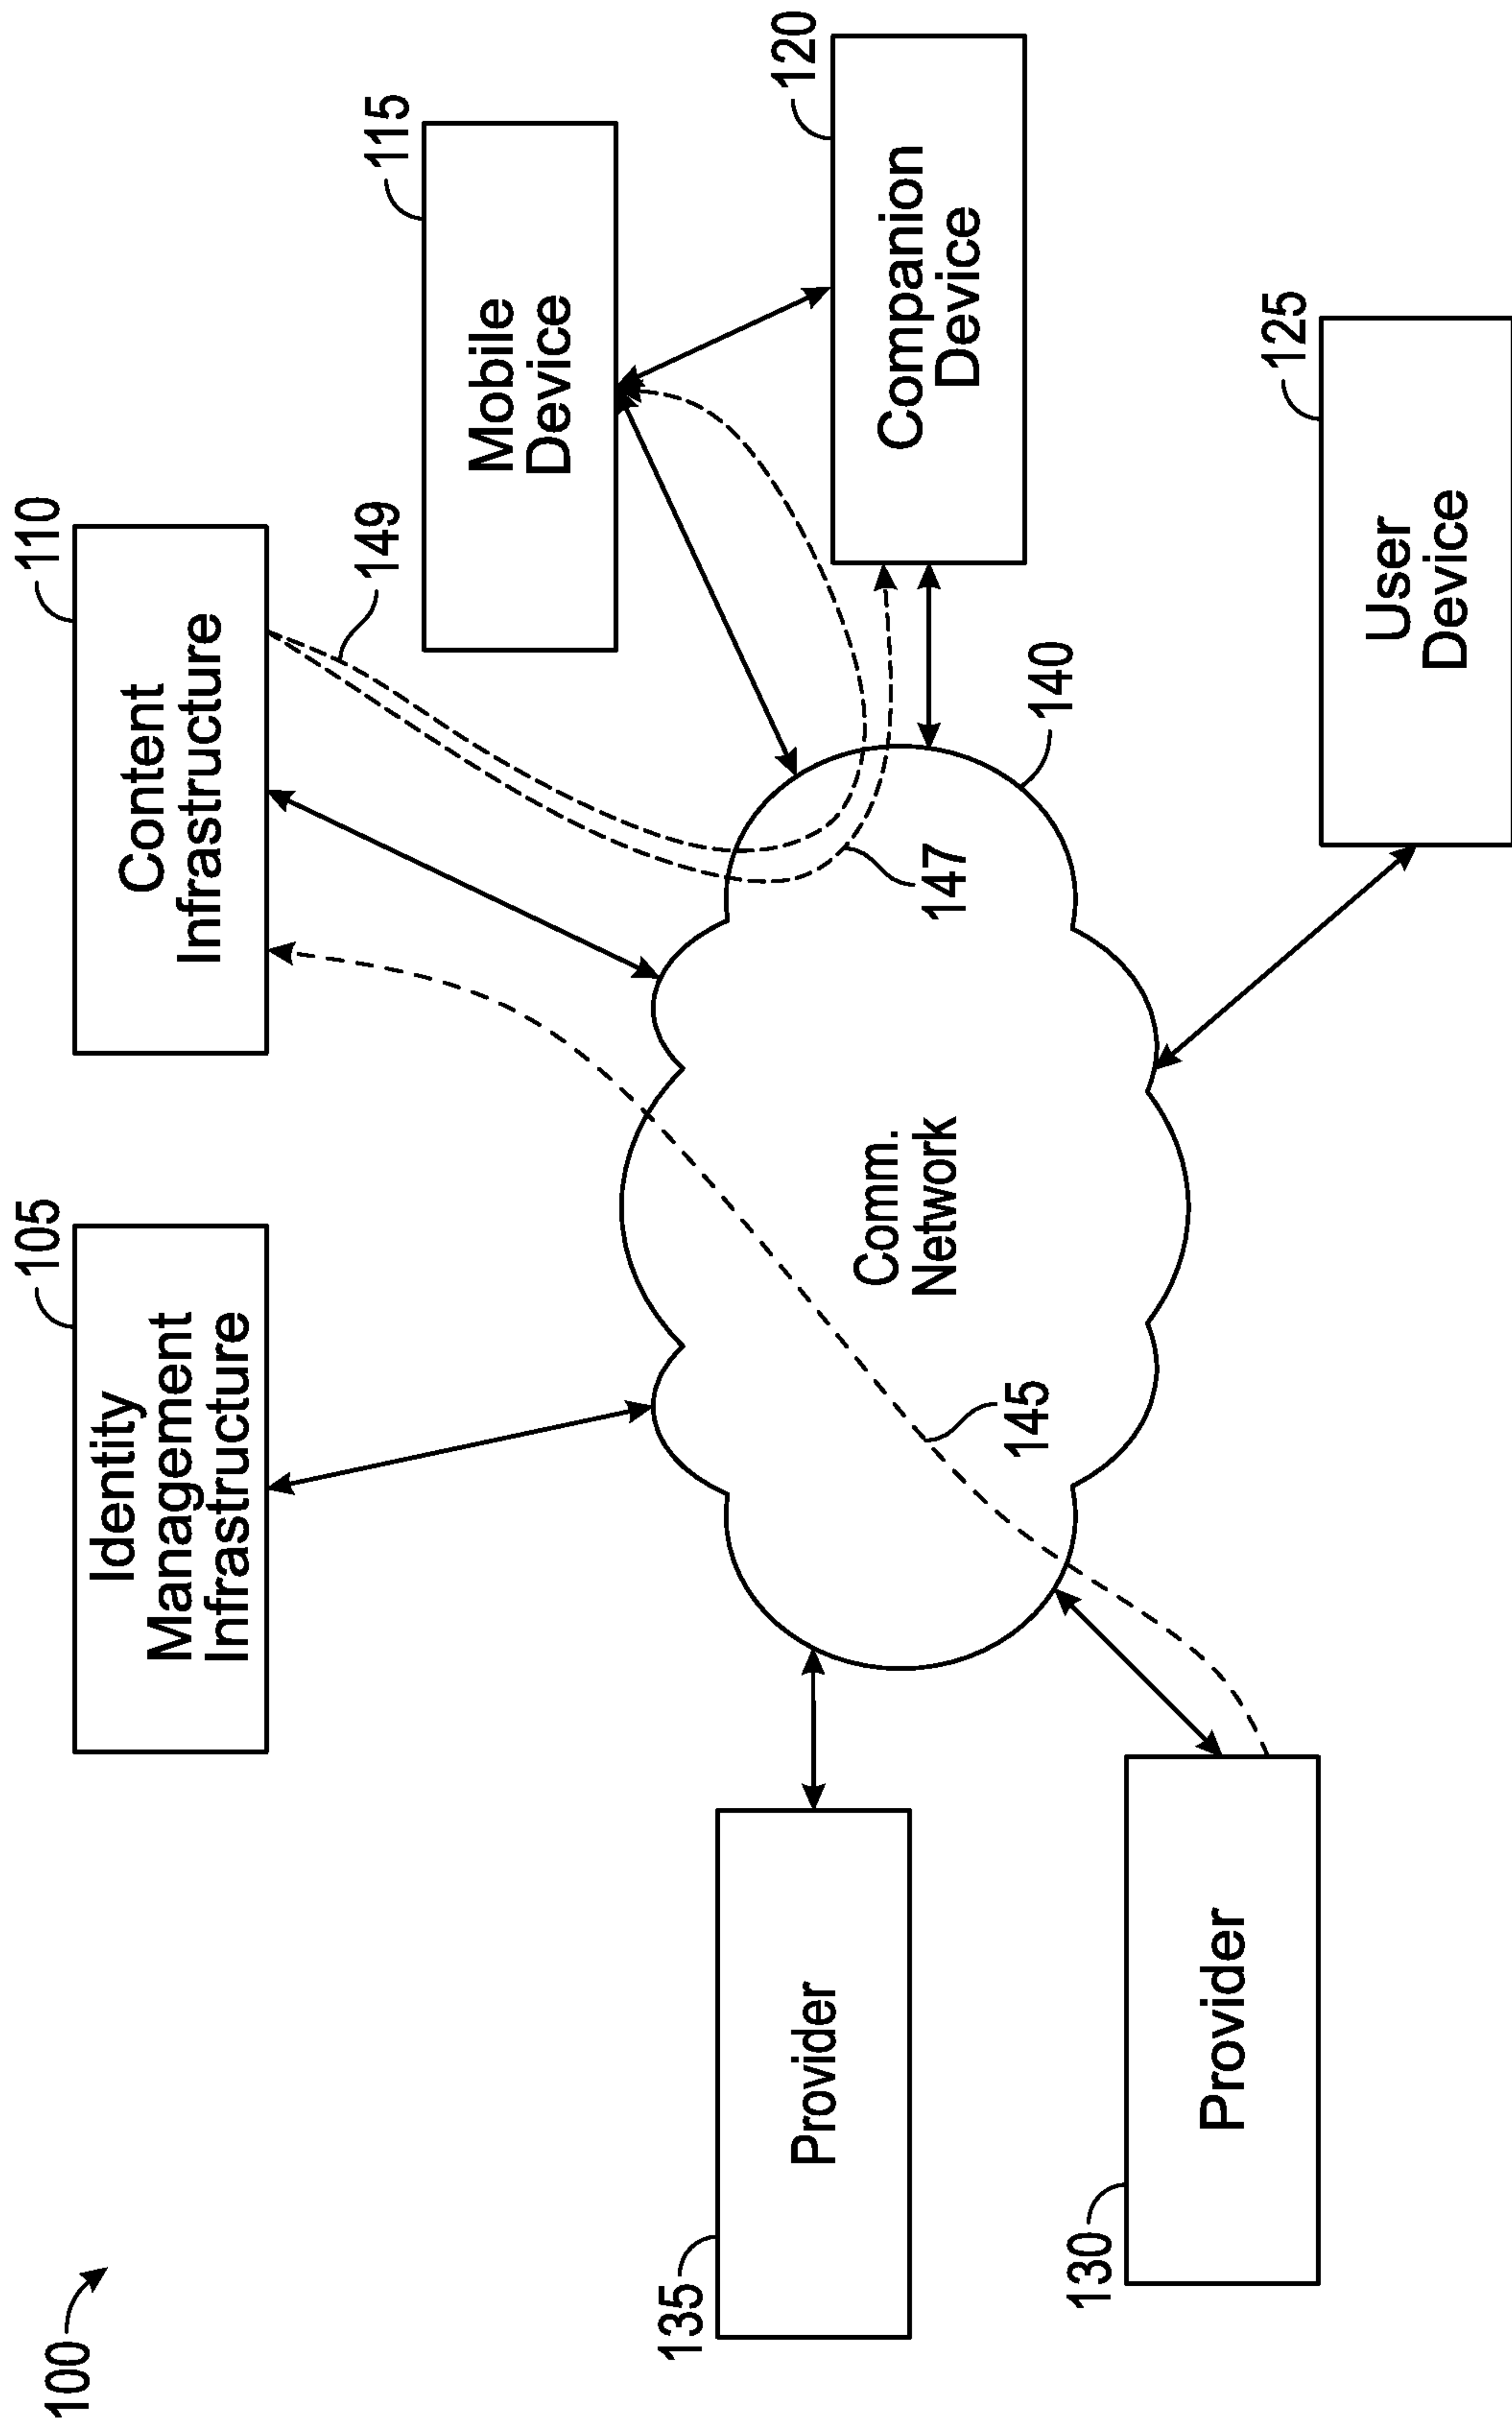 100
Identity
Management
Infrastructure
105
Content
Infrastructure
110
149
Mobile
Device
115
Companion
Device
120
135
Provider
Comm.
Network
147
140
145
130
Provider
User
Device
125